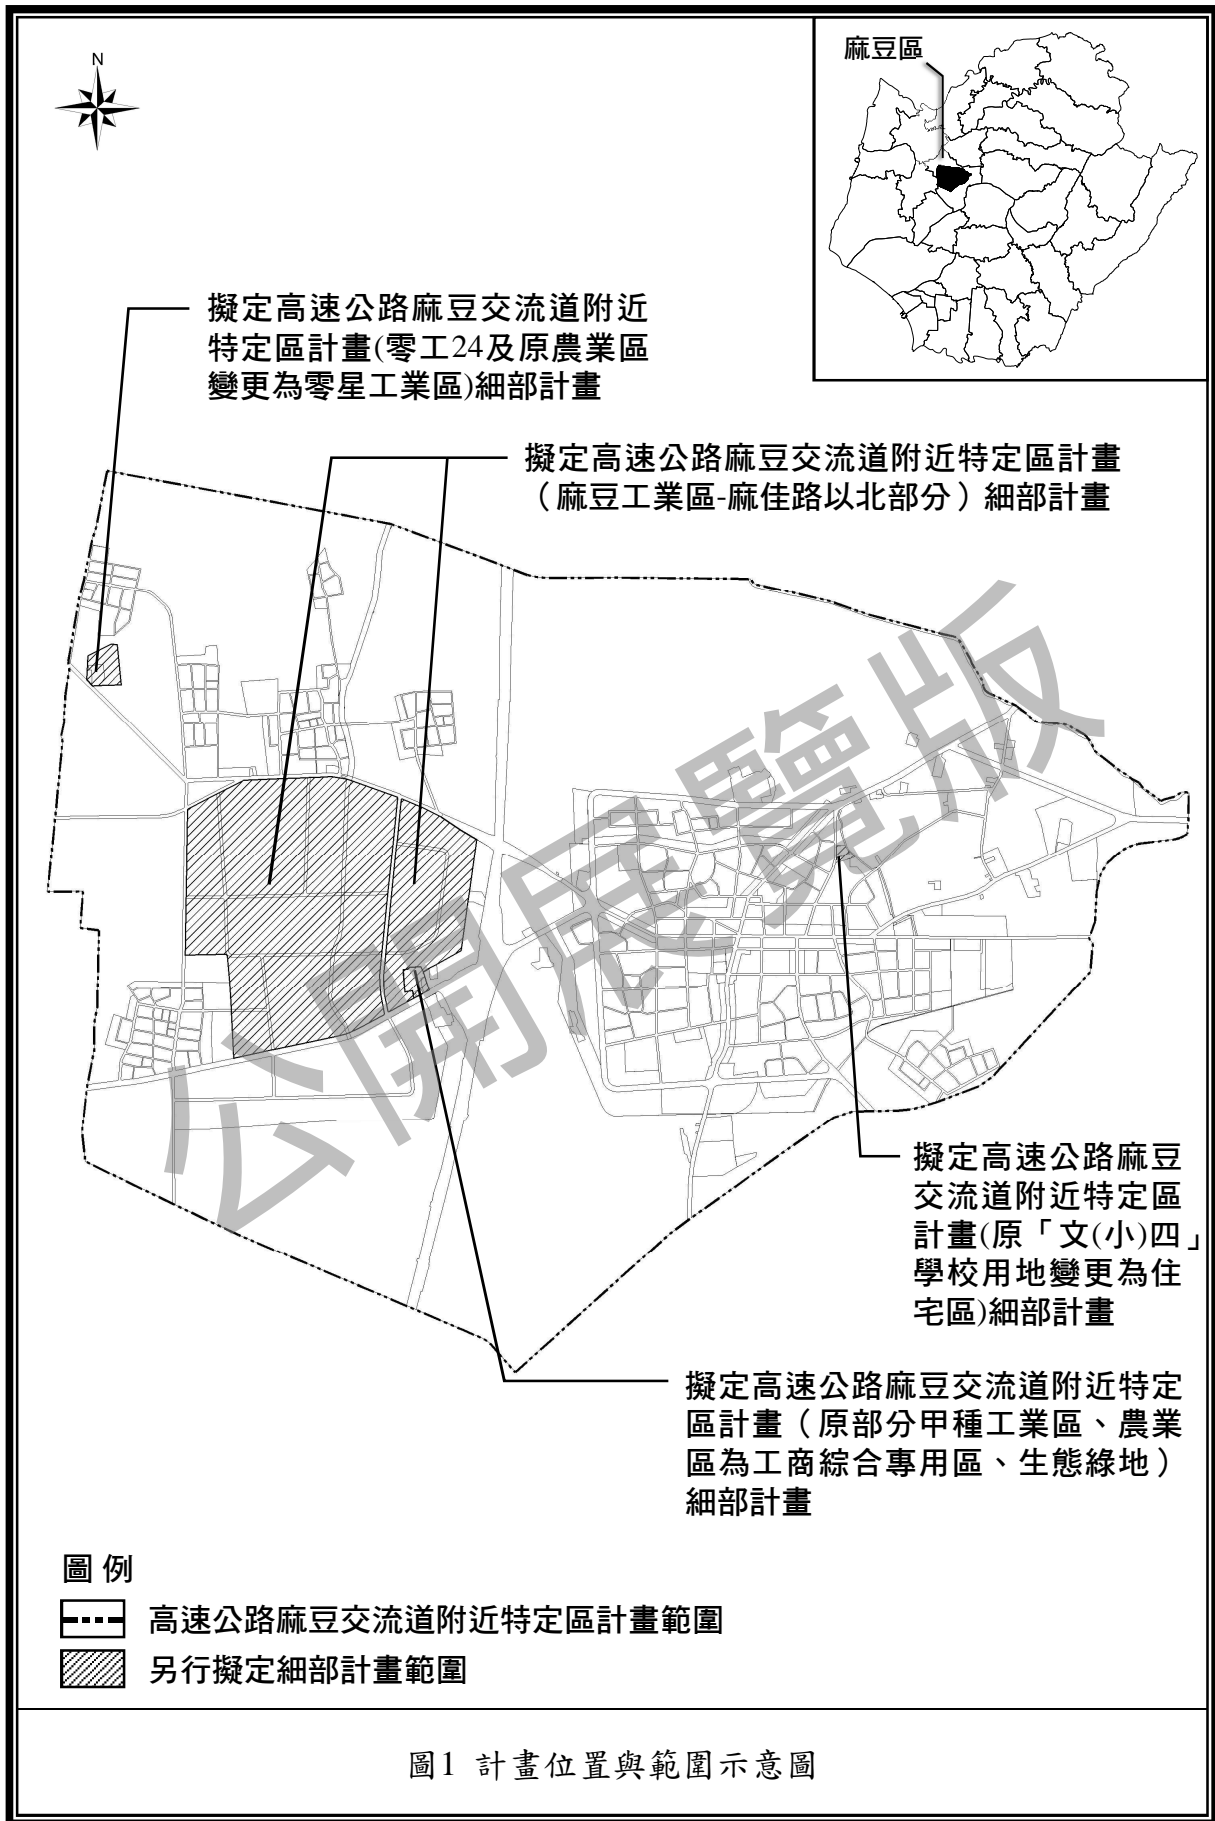 N
麻豆區
擬定高速公路麻豆交流道附近
特定區計畫(零工24及原農業區
變更為零星工業區)細部計畫
擬定高速公路麻豆交流道附近特定區計畫
（麻豆工業區-麻佳路以北部分）細部計畫
公開展覽版
擬定高速公路麻豆
交流道附近特定區
計畫(原「文(小)四」
學校用地變更為住
宅區)細部計畫
擬定高速公路麻豆交流道附近特定
區計畫（原部分甲種工業區、農業
區為工商綜合專用區、生態綠地）
細部計畫
圖例
高速公路麻豆交流道附近特定區計畫範圍
另行擬定細部計畫範圍
圖1 計畫位置與範圍示意圖